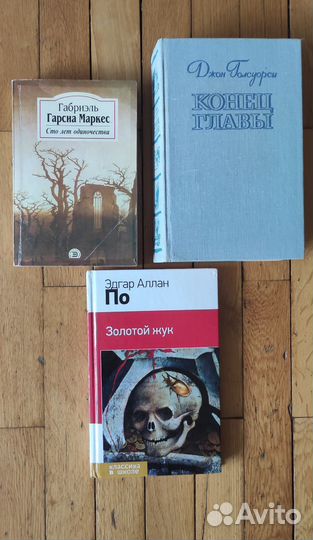 Габриэль
Гарсиа Маркес
Сто лет одиночества
Джон Голсуорси
КОНЕЦ
ГЛАВЫ
Эдгар Аллан
По
Золотой жук
классика
в школе
Avito